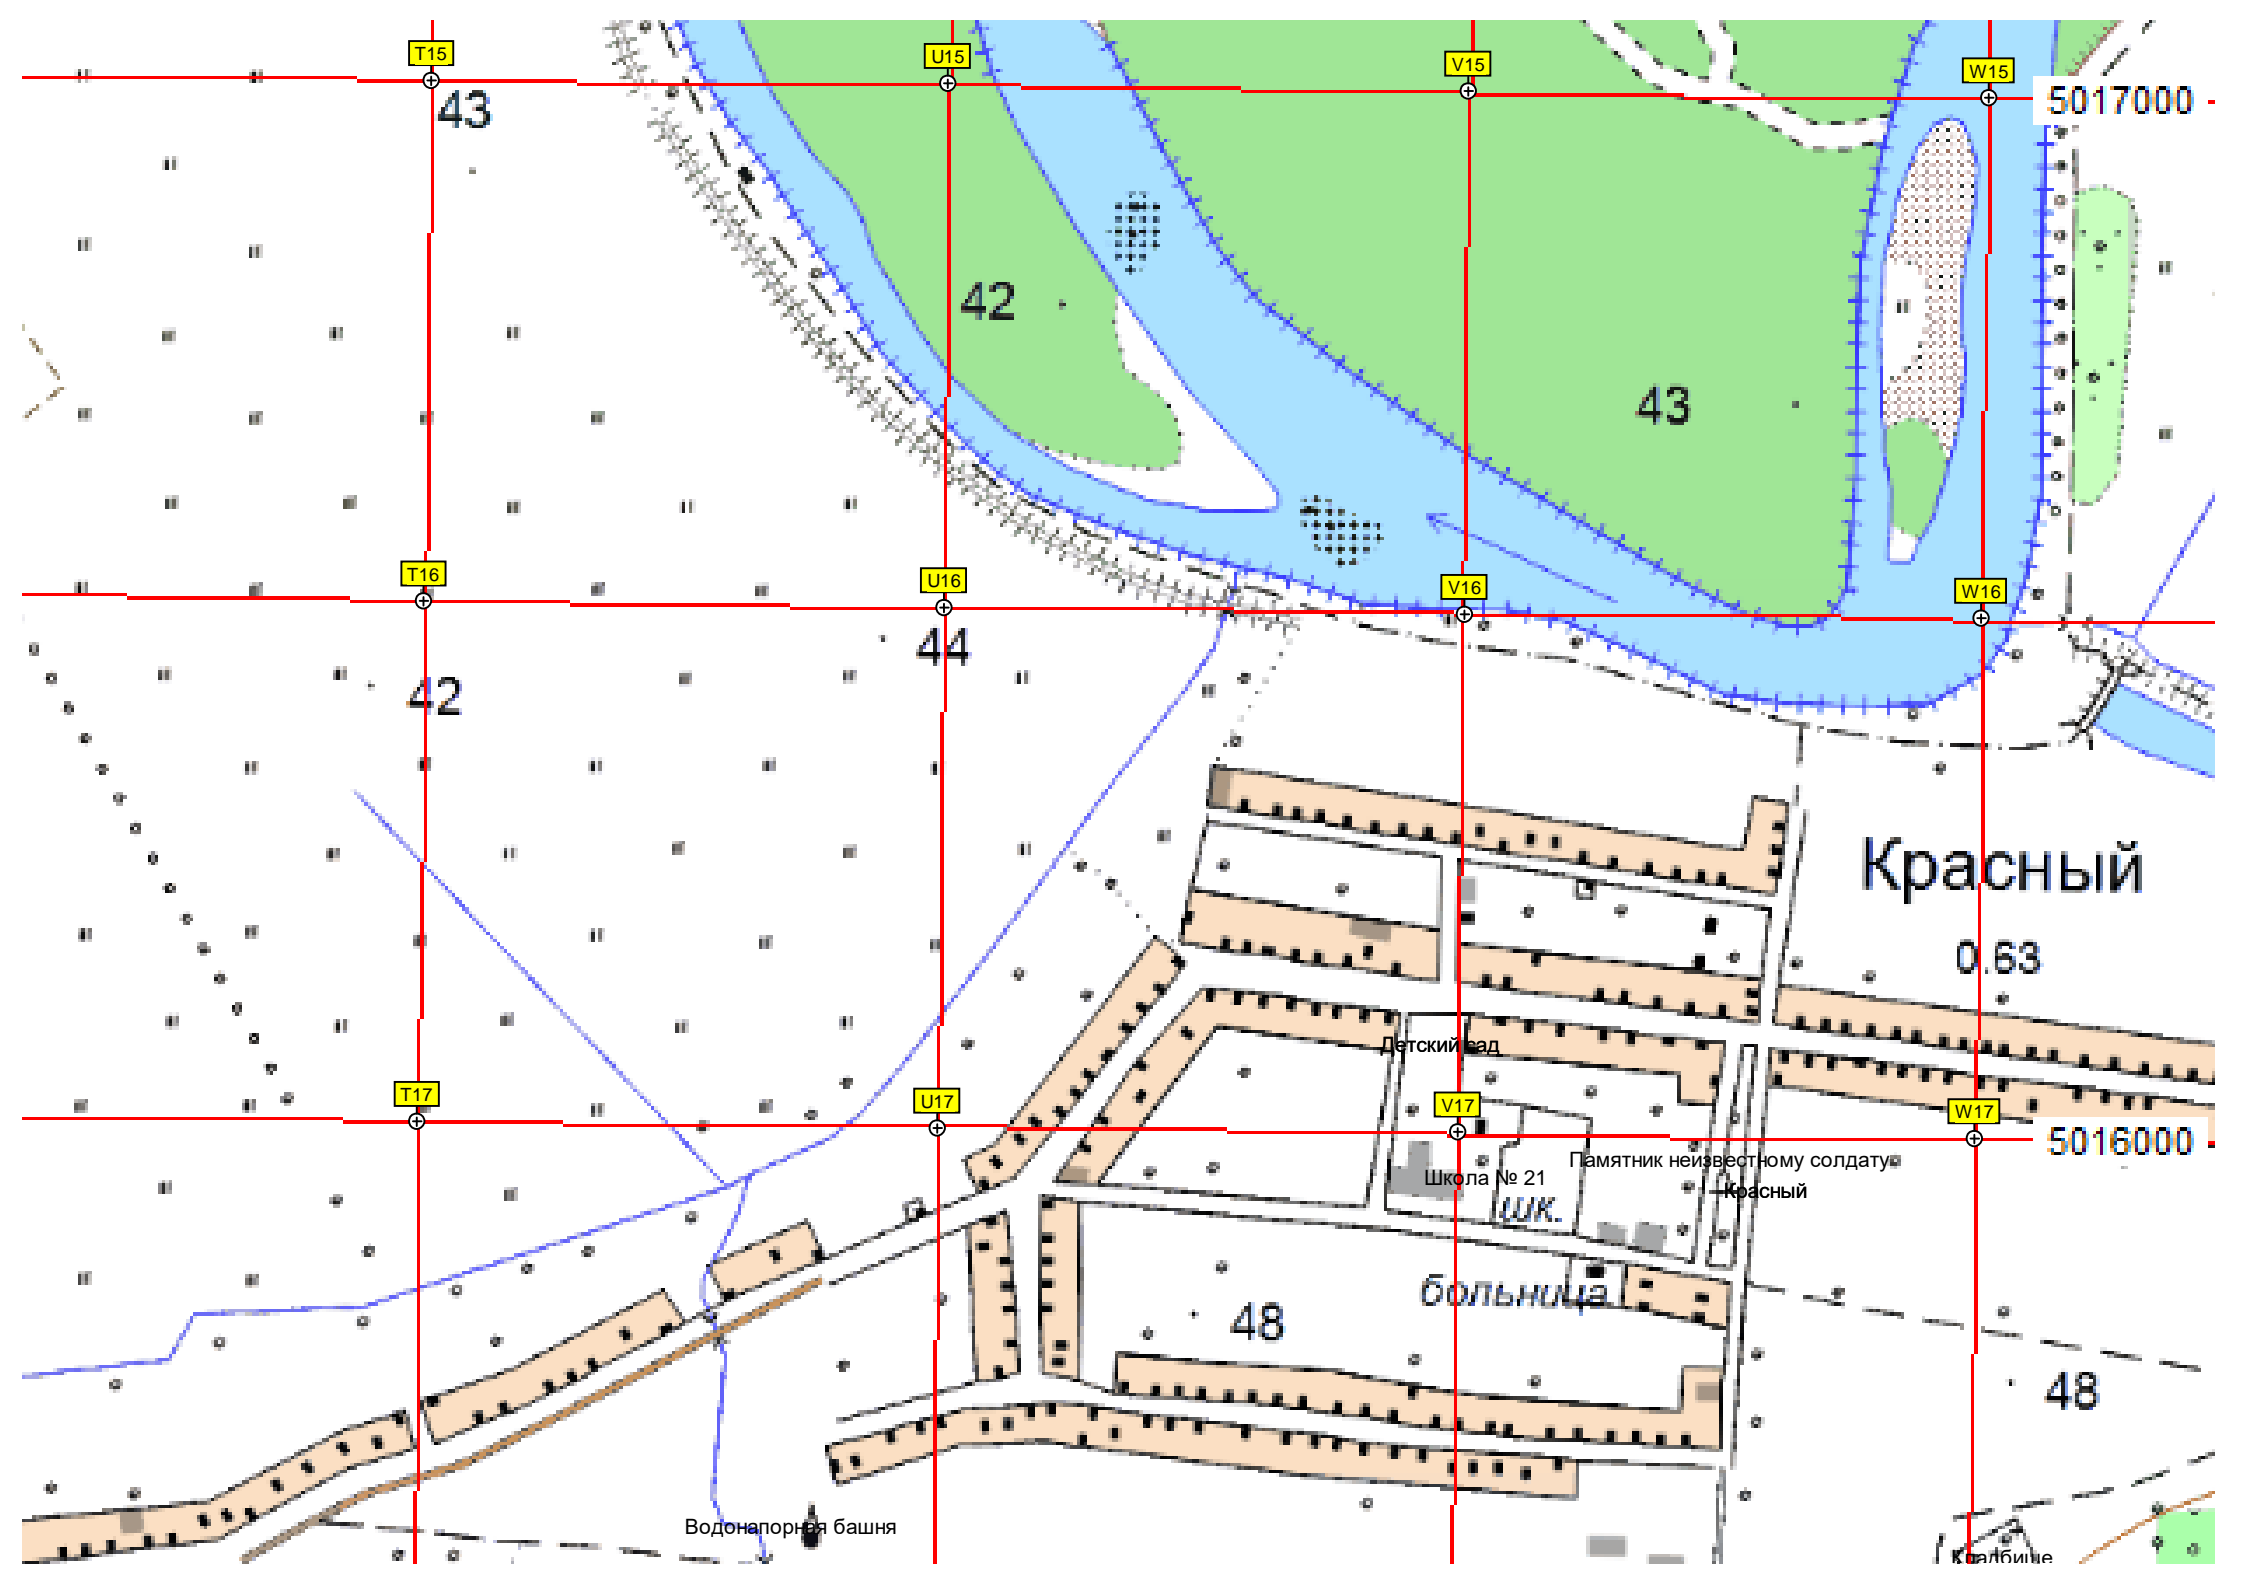 T15
U15
V15
W15
5017000
43
42
43
T16
U16
V16
W16
44
42
Красный
0.63
Детский сад
T17
U17
V17
W17
5016000
Памятник неизвестному солдату
Школа № 21
Красный
шк.
больница
48
48
Водонапорная башня
Кладбище